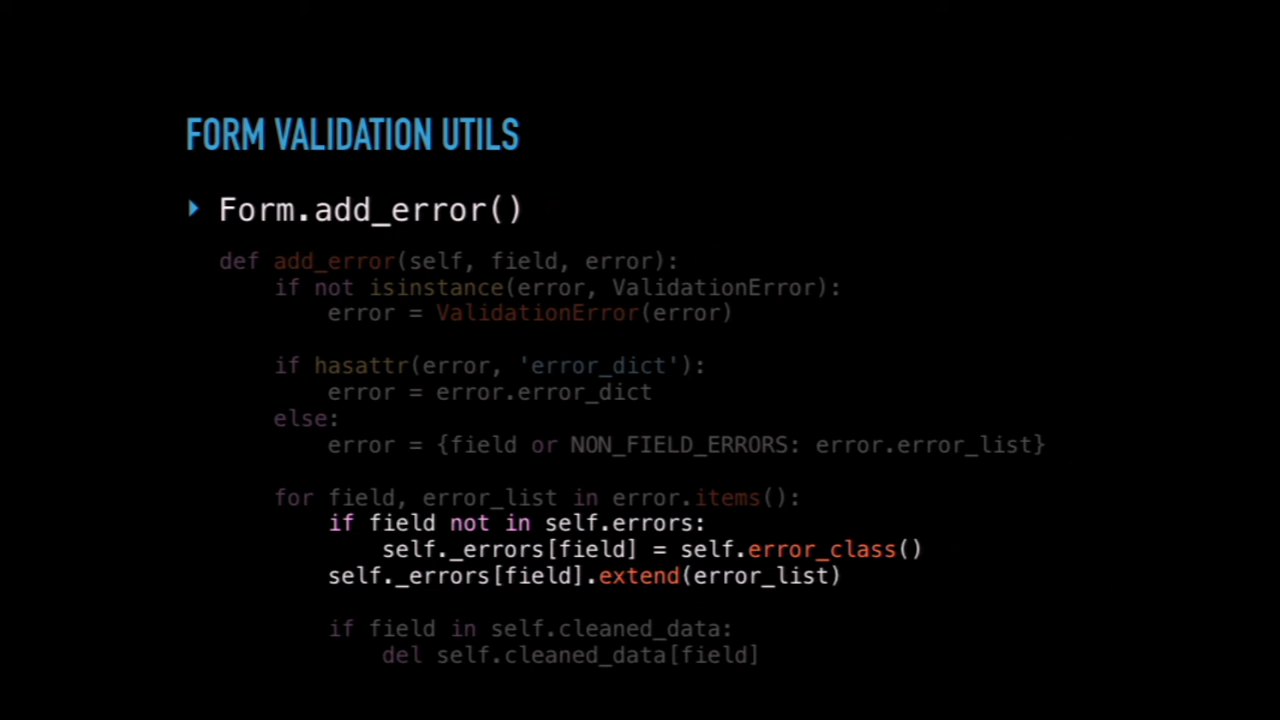 FORM VALIDATION UTILS
Form.add_error()
def add_error(self, field, error):
if not isinstance(error, ValidationError):
error = ValidationError(error)
if hasattr(error, 'error_dict'):
error = error.error_dict
else:
error = {field or NON_FIELD_ERRORS: error.error_list}
for field, error_list in error.items():
if field not in self.errors:
self._errors[field] = self.error_class()
self._errors[field].extend(error_list)
if field in self.cleaned_data:
del self.cleaned_data[field]